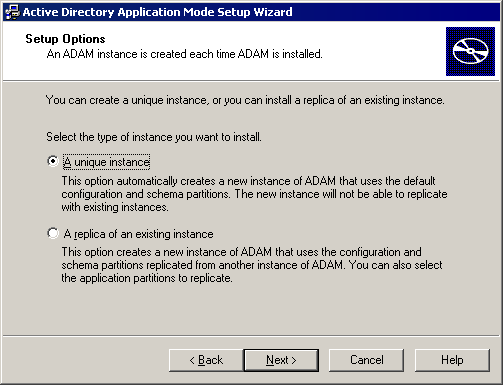 Active Directory Application Mode Setup Wizard
Setup Options
An ADAM instance is created each time ADAM is installed.
You can create a unique instance, or you can install a replica of an existing instance.
Select the type of instance you want to install.
A unique instance
This option automatically creates a new instance of ADAM that uses the default
configuration and schema partitions. The new instance will not be able to replicate
with existing instances.
A replica of an existing instance
This option creates a new instance of ADAM that uses the configuration and
schema partitions replicated from another instance of ADAM. You can also select
the application partitions to replicate.
< Back Next > Cancel Help